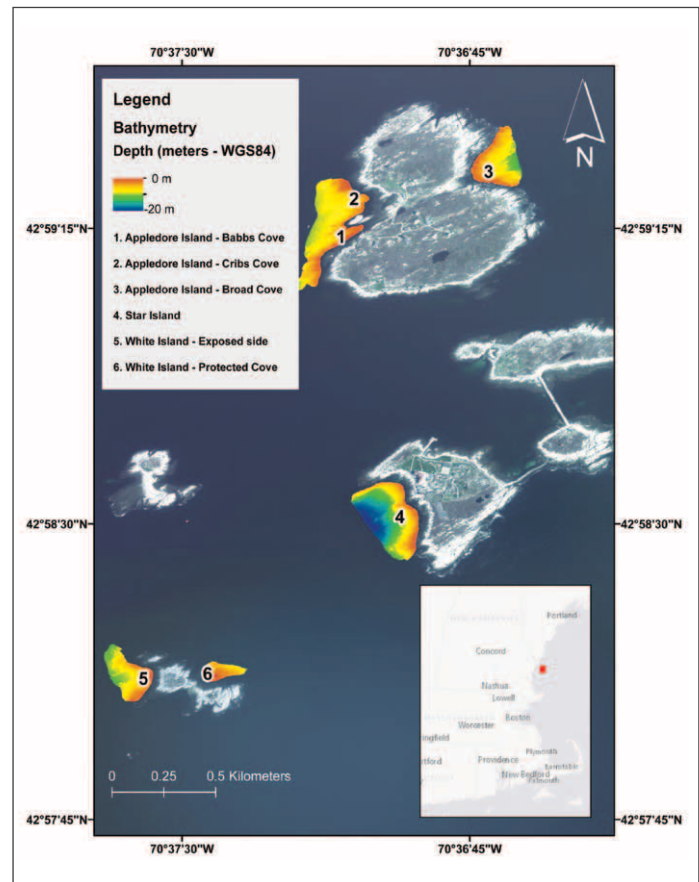 70°37'30"W
70°36'45"W
Legend
Bathymetry
Depth (meters - WGS84)
0 m
-20 m
1. Appledore Island - Babbs Cove
2. Appledore Island - Cribs Cove
3. Appledore Island - Broad Cove
4. Star Island
5. White Island - Exposed side
6. White Island - Protected Cove
N
3
2
1
42°59'15"N
42°59'15"N
4
42°58'30"N
42°58'30"N
5
6
0 0.25 0.5 Kilometers
Portland
Concord
Nashua
Lowell
Boston
Worcester
Plymouth
Providence
Barnstable
New Bedford
Falmouth
42°57'45"N
42°57'45"N
70°37'30"W
70°36'45"W